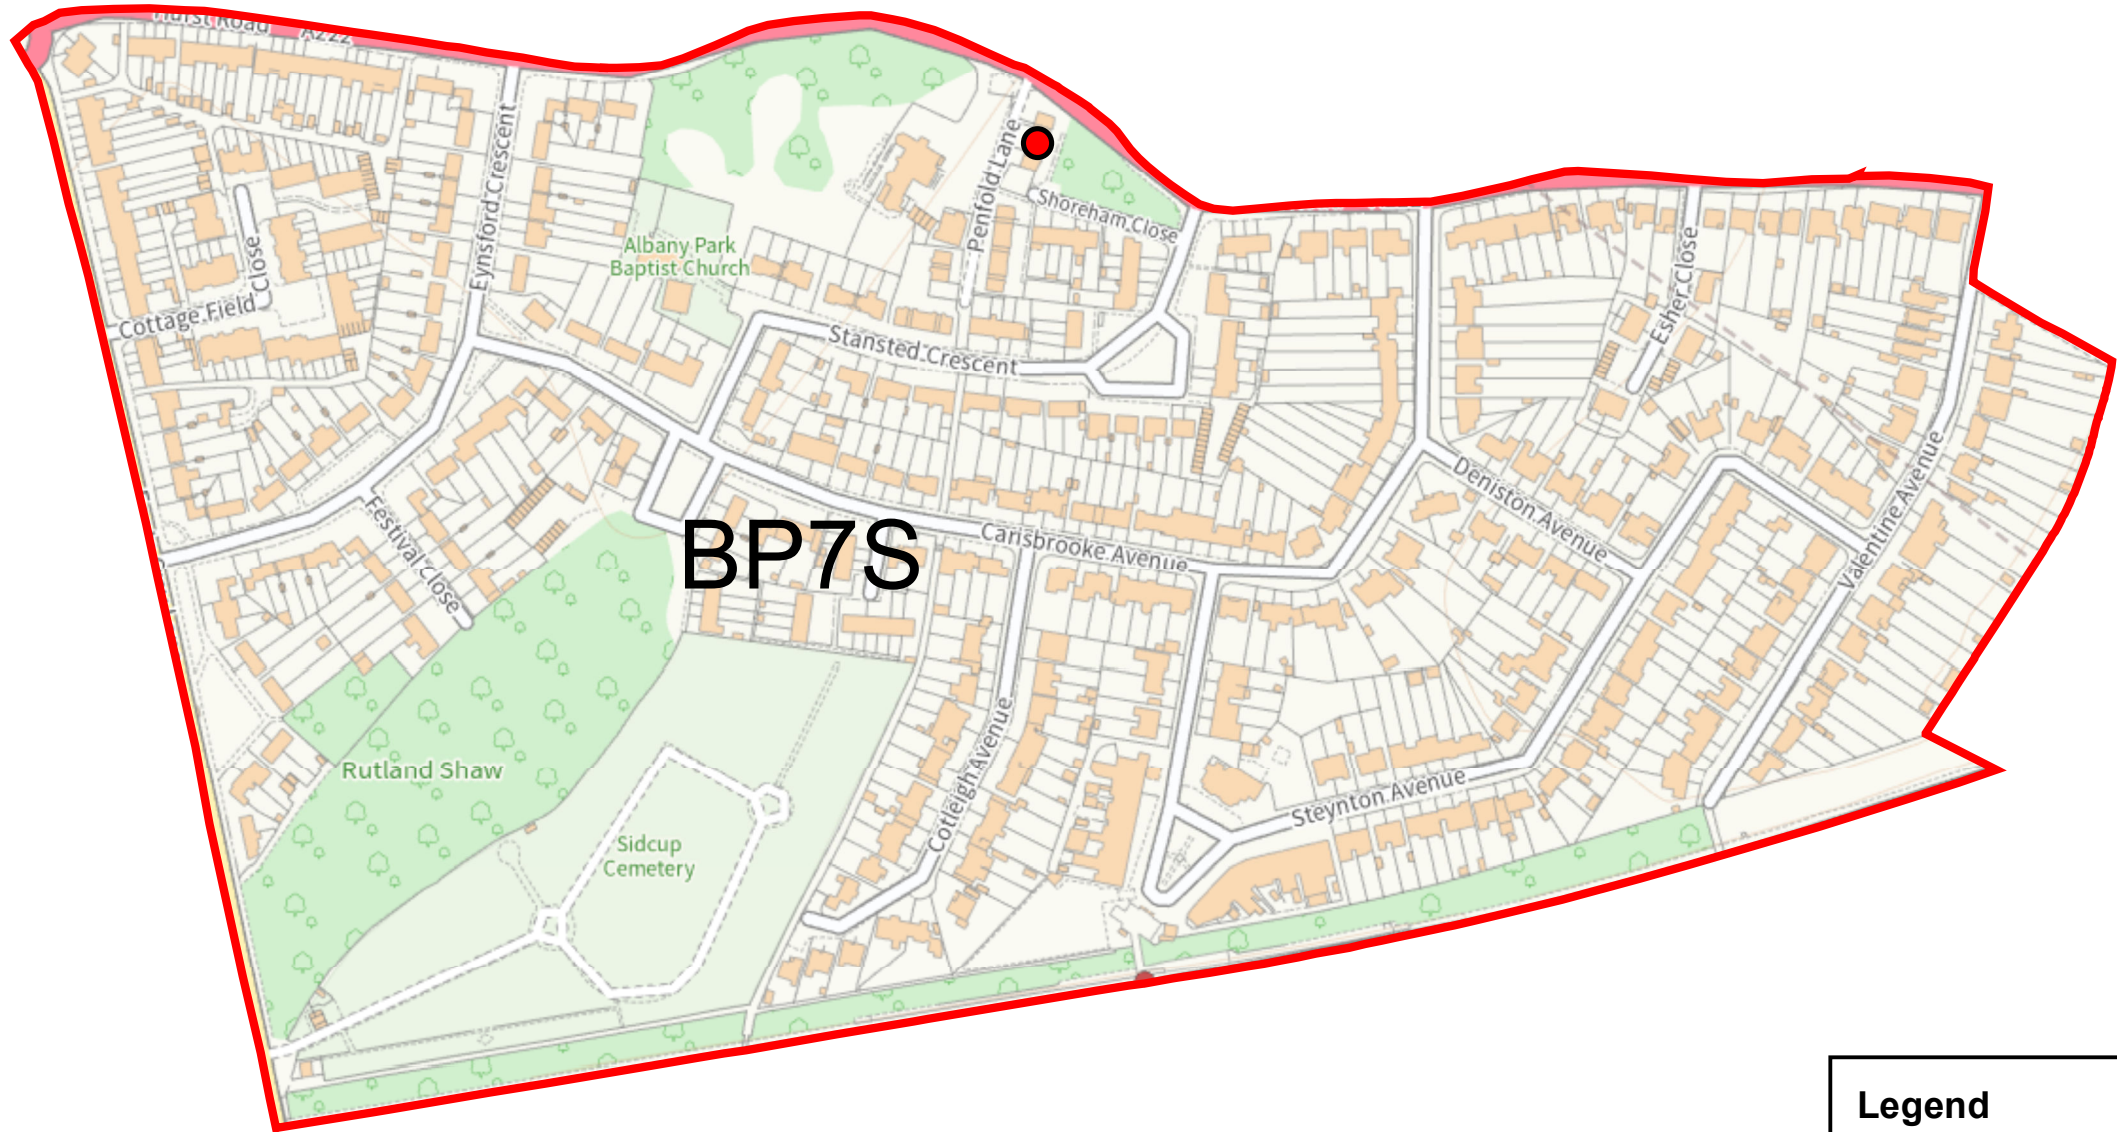 Hurst Road
A222
Eynsford Crescent
Penfold Lane
Shoreham Close
Albany Park
Baptist Church
Cottage Field Close
Esher Close
Stansted Crescent
Deniston Avenue
Valentine Avenue
Festival Close
BP7S
Carisbrooke Avenue
Rutland Shaw
Cotleigh Avenue
Steynton Avenue
Sidcup
Cemetery
Legend